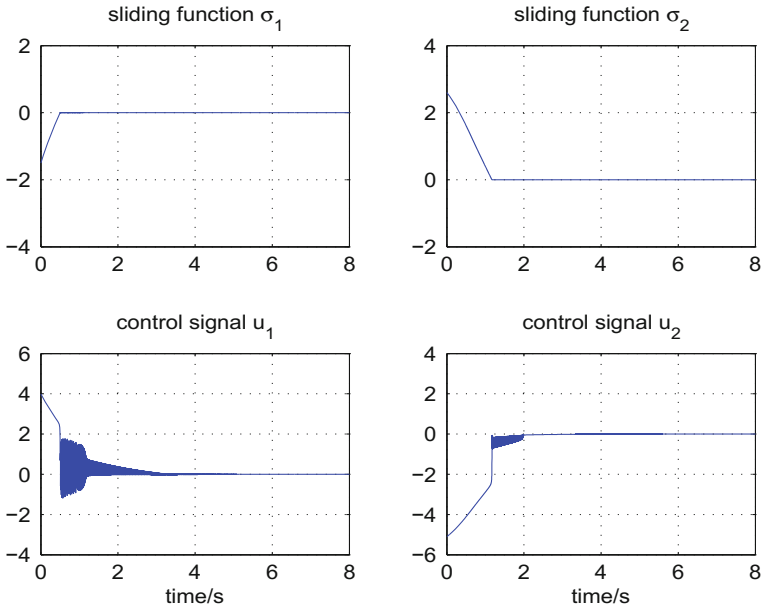 sliding function σ₁
2
0
−2
−4
0 2 4 6 8
sliding function σ₂
4
2
0
−2
0 2 4 6 8
control signal u₁
6
4
2
0
−2
−4
0 2 4 6 8
time/s
control signal u₂
4
2
0
−2
−4
−6
0 2 4 6 8
time/s